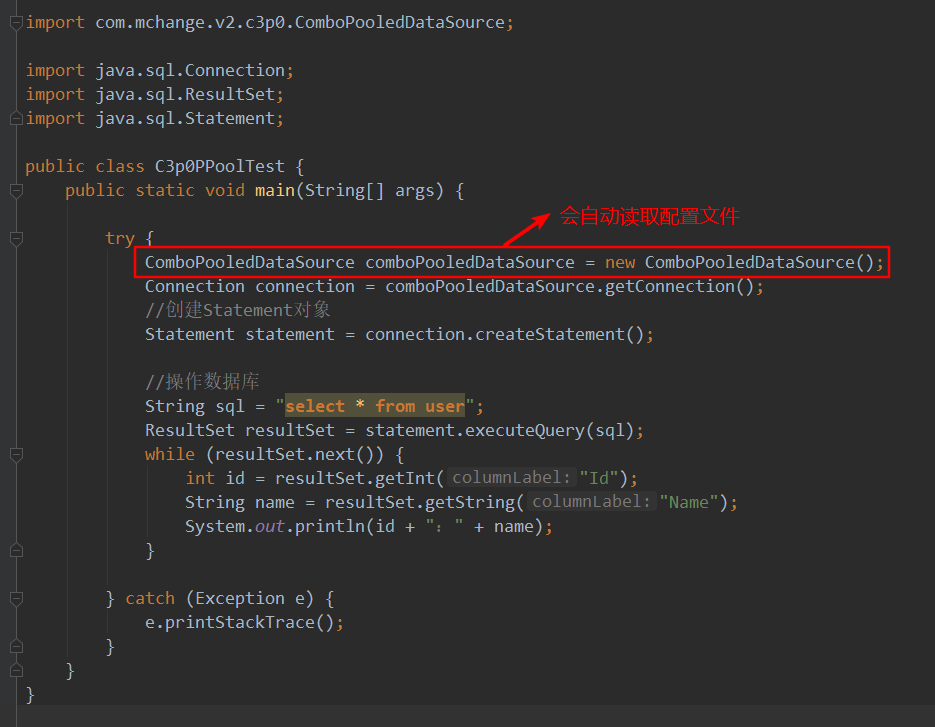 import com.mchange.v2.c3p0.ComboPooledDataSource;
import java.sql.Connection;
import java.sql.ResultSet;
import java.sql.Statement;
public class C3p0PPoolTest {
public static void main(String[] args) {
会自动读取配置文件
try {
ComboPooledDataSource comboPooledDataSource = new ComboPooledDataSource();
Connection connection = comboPooledDataSource.getConnection();
//创建Statement对象
Statement statement = connection.createStatement();
//操作数据库
String sql = "select * from user";
ResultSet resultSet = statement.executeQuery(sql);
while (resultSet.next()) {
int id = resultSet.getInt( columnLabel: "Id");
String name = resultSet.getString( columnLabel: "Name");
System.out.println(id + "：" + name);
}
} catch (Exception e) {
e.printStackTrace();
}
}
}